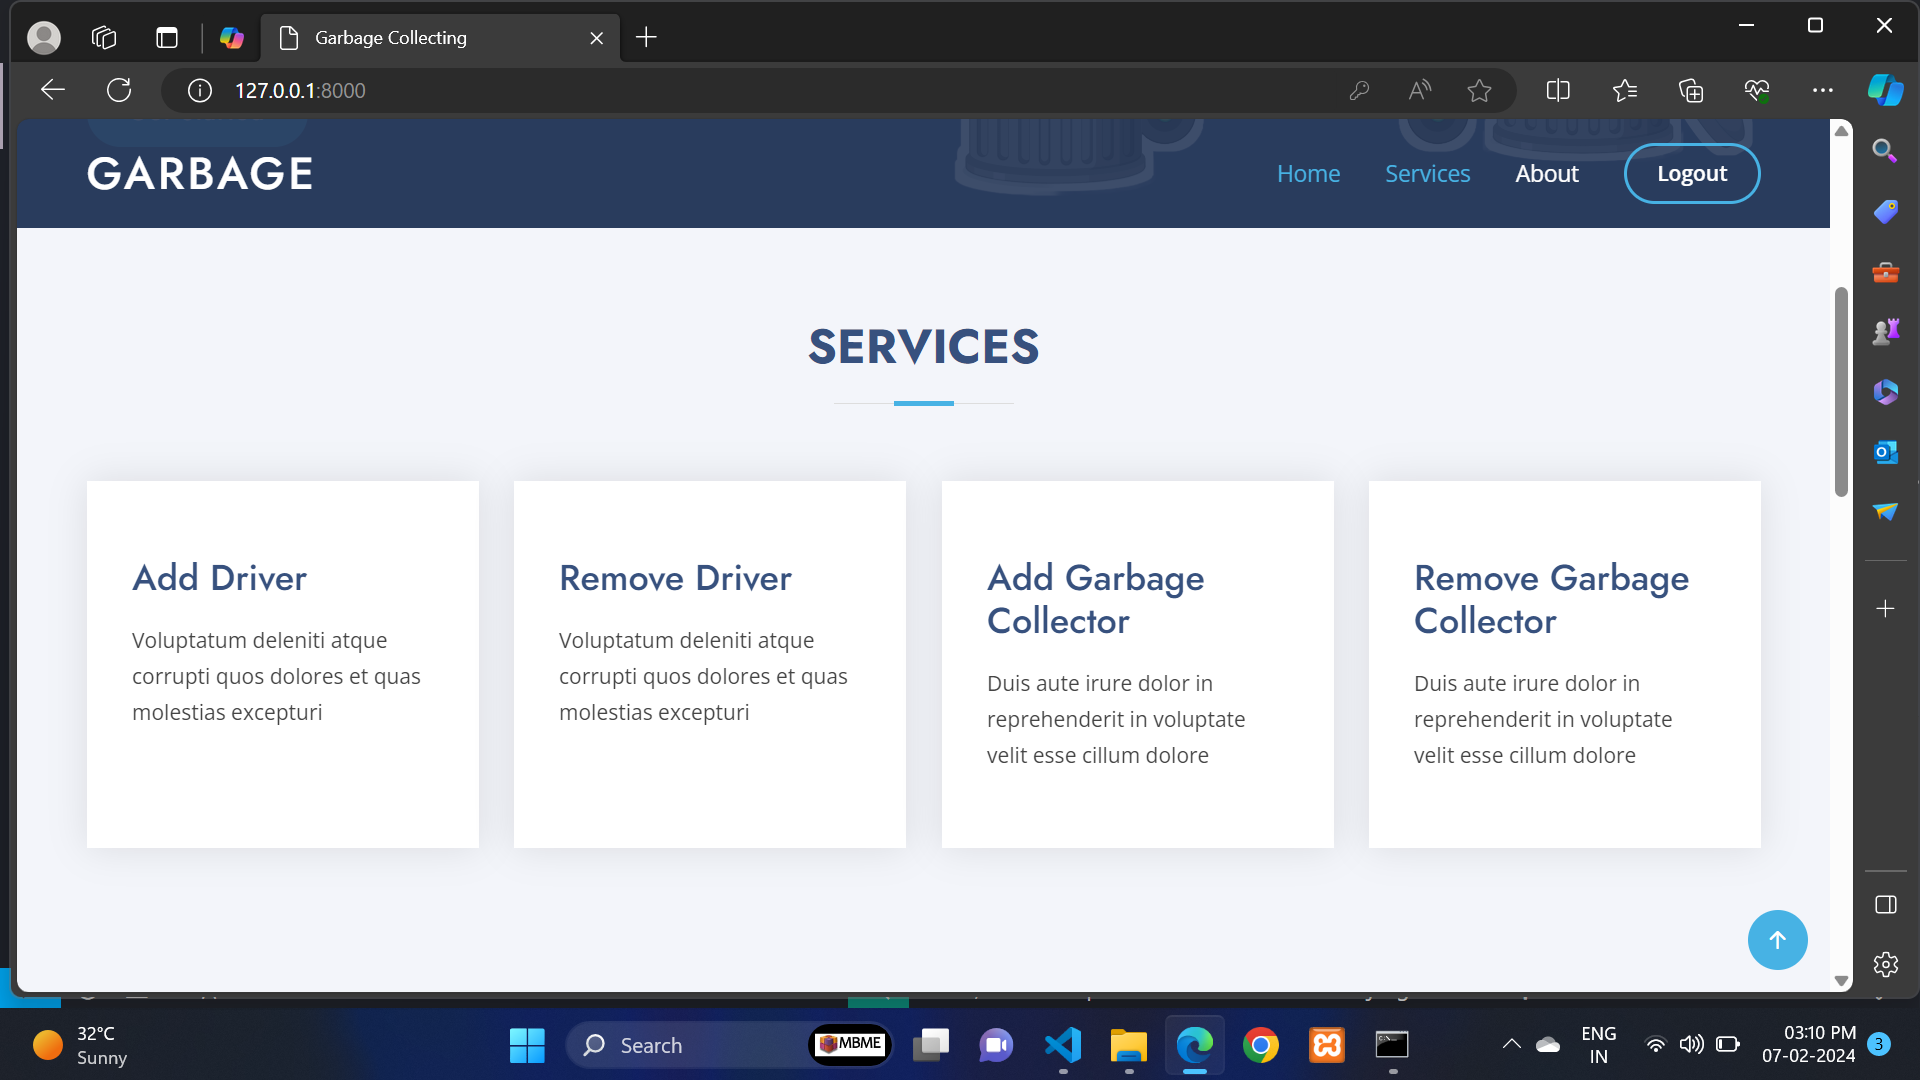 Garbage Collecting
127.0.0.1:8000
GARBAGE
Home
Services
About
Logout
SERVICES
Add Driver
Voluptatum deleniti atque
corrupti quos dolores et quas
molestias excepturi
Remove Driver
Voluptatum deleniti atque
corrupti quos dolores et quas
molestias excepturi
Add Garbage
Collector
Duis aute irure dolor in
reprehenderit in voluptate
velit esse cillum dolore
Remove Garbage
Collector
Duis aute irure dolor in
reprehenderit in voluptate
velit esse cillum dolore
32°C
Sunny
Search
MBME
ENG
IN
03:10 PM
07-02-2024
3